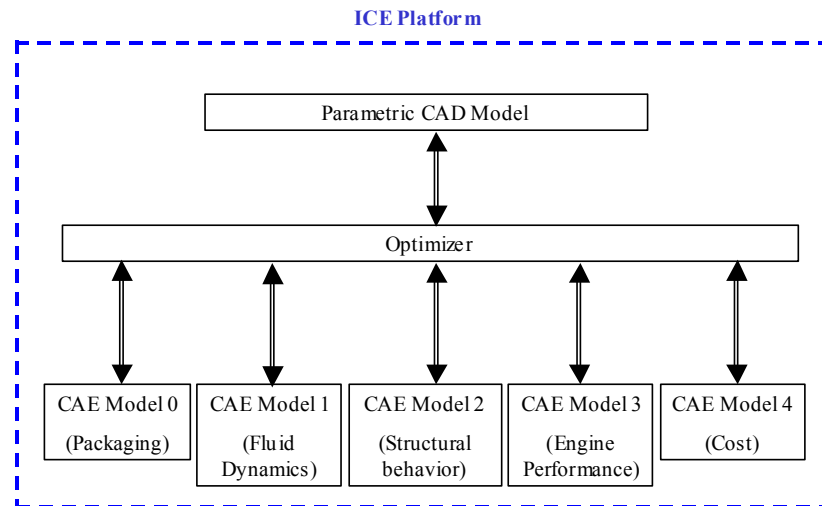 ICE Platform
Parametric CAD Model
Optimizer
CAE Model 0
(Packaging)
CAE Model 1
(Fluid
Dynamics)
CAE Model 2
(Structural
behavior)
CAE Model 3
(Engine
Performance)
CAE Model 4
(Cost)